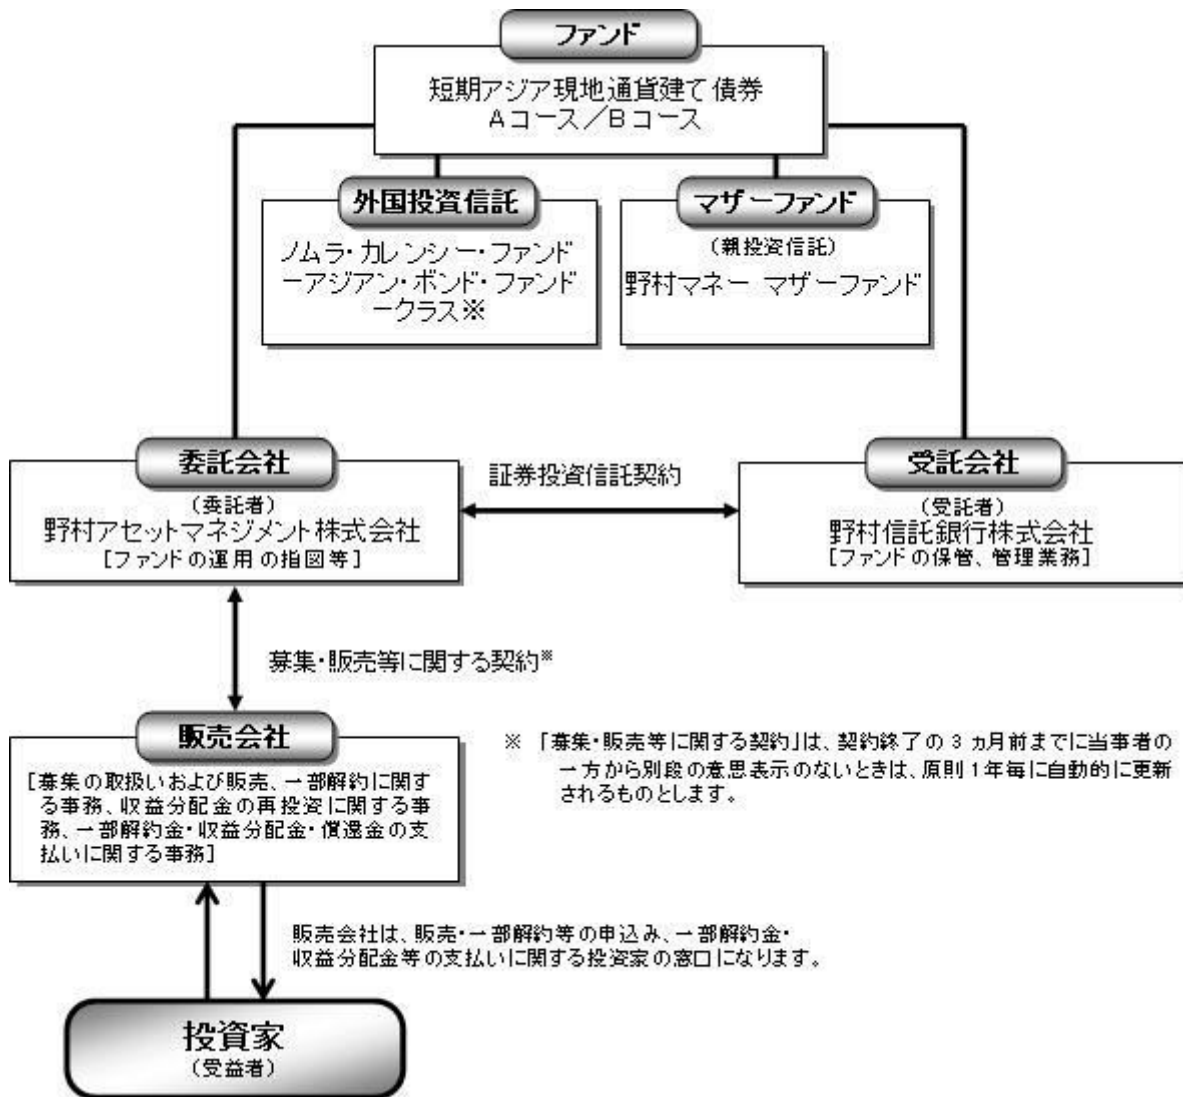 ファンド
短期アジア現地通貨建て債券
Aコース／Bコース
外国投資信託
ノムラ・カレンシー・ファンド
－アジアン・ボンド・ファンド
－クラス※
マザーファンド
（親投資信託）
野村マネー マザーファンド
委託会社
（委託者）
野村アセットマネジメント株式会社
［ファンドの運用の指図等］
証券投資信託契約
受託会社
（受託者）
野村信託銀行株式会社
［ファンドの保管、管理業務］
募集・販売等に関する契約※
販売会社
［募集の取扱いおよび販売、一部解約に関す
る事務、収益分配金の再投資に関する事
務、一部解約金・収益分配金・償還金の支
払いに関する事務］
※ 「募集・販売等に関する契約」は、契約終了の 3 ヵ月前までに当事者の
一方から別段の意思表示のないときは、原則 1 年毎に自動的に更新
されるものとします。
販売会社は、販売・一部解約等の申込み、一部解約金・
収益分配金等の支払いに関する投資家の窓口になります。
投資家
（受益者）